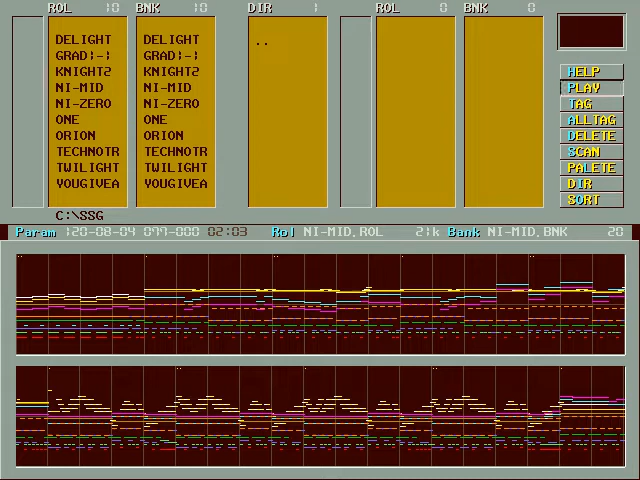 ROL 10 BNK 10 DIR 1 ROL 0 BNK 0
DELIGHT DELIGHT ..
GRAD¦-¦ GRAD¦-¦
KNIGHT2 KNIGHT2
NI-MID NI-MID
NI-ZERO NI-ZERO
ONE ONE
ORION ORION
TECHNOTR TECHNOTR
TWILIGHT TWILIGHT
YOUGIVEA YOUGIVEA
HELP
PLAY
TAG
ALLTAG
DELETE
SCAN
PALETE
DIR
SORT
C:\SSG
Param 120-08-04 099-000 02:03 Rol NI-MID.ROL 21k Bank NI-MID.BNK 20